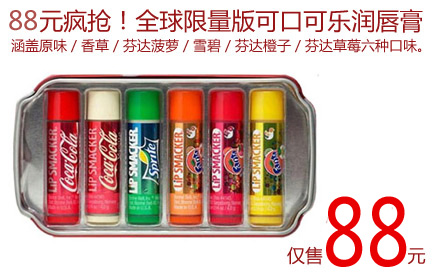 88元疯抢！全球限量版可口可乐润唇膏
涵盖原味 / 香草 / 芬达菠萝 / 雪碧 / 芬达橙子 / 芬达草莓六种口味。
LIP SMACKER Coca-Cola
LIP SMACKER Coca-Cola
LIP SMACKER Sprite
LIP SMACKER Fanta
LIP SMACKER Fanta
LIP SMACKER Fanta
仅售88元